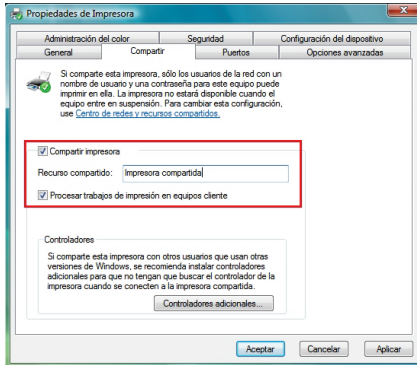 Propiedades de Impresora
Administración del color
Seguridad
Configuración del dispositivo
General
Compartir
Puertos
Opciones avanzadas
Si comparte esta impresora, sólo los usuarios de la red con un
nombre de usuario y una contraseña para este equipo puede
imprimir en ella. La impresora no estará disponible cuando el
equipo entre en suspensión. Para cambiar esta configuración,
use Centro de redes y recursos compartidos.
Compartir impresora
Recurso compartido: Impresora compartida
Procesar trabajos de impresión en equipos cliente
Controladores
Si comparte esta impresora con otros usuarios que usan otras
versiones de Windows, se recomienda instalar controladores
adicionales para que no tengan que buscar el controlador de la
impresora cuando se conecten a la impresora compartida.
Controladores adicionales...
Aceptar
Cancelar
Aplicar